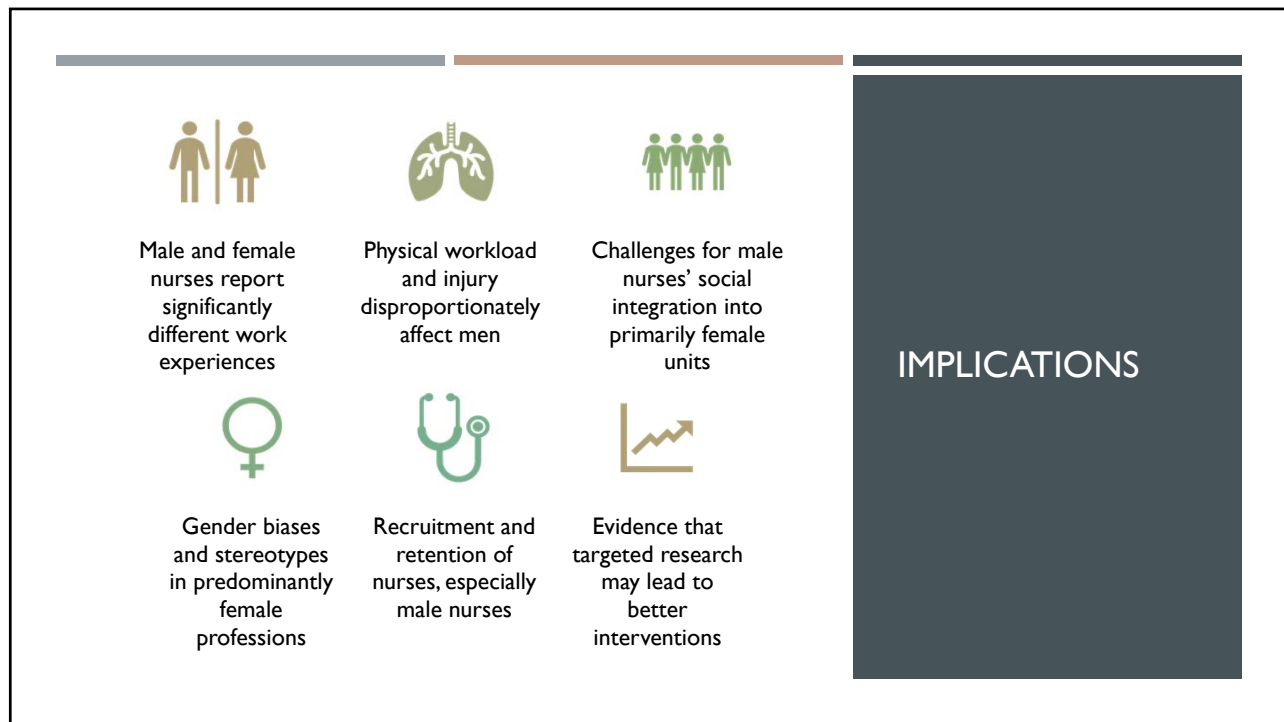 Male and female
nurses report
significantly
different work
experiences
Physical workload
and injury
disproportionately
affect men
Challenges for male
nurses’ social
integration into
primarily female
units
Gender biases
and stereotypes
in predominantly
female
professions
Recruitment and
retention of
nurses, especially
male nurses
Evidence that
targeted research
may lead to
better
interventions
IMPLICATIONS